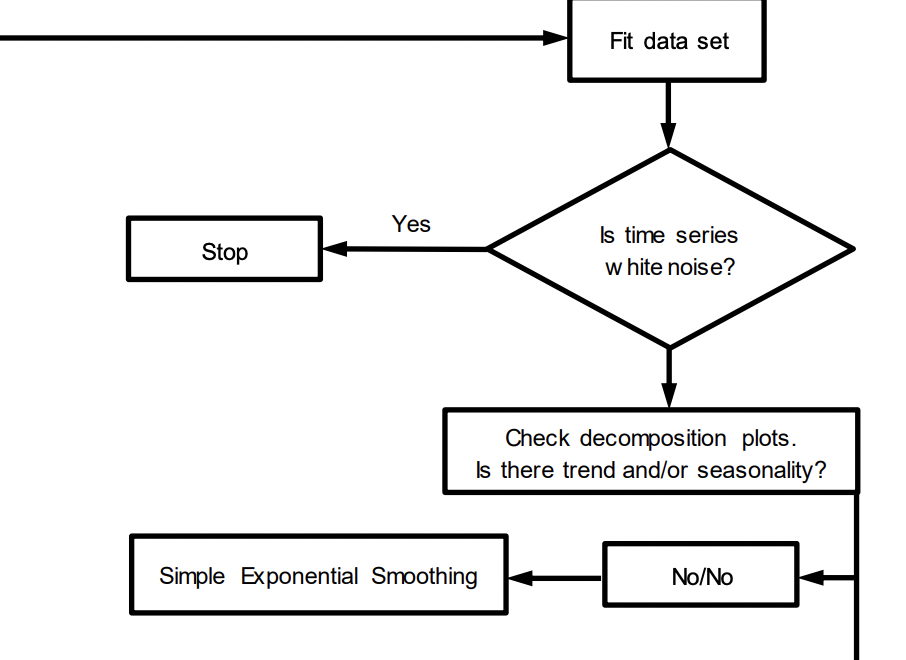 Fit data set
Yes
Is time series
white noise?
Stop
Check decomposition plots.
Is there trend and/or seasonality?
Simple Exponential Smoothing
No/No